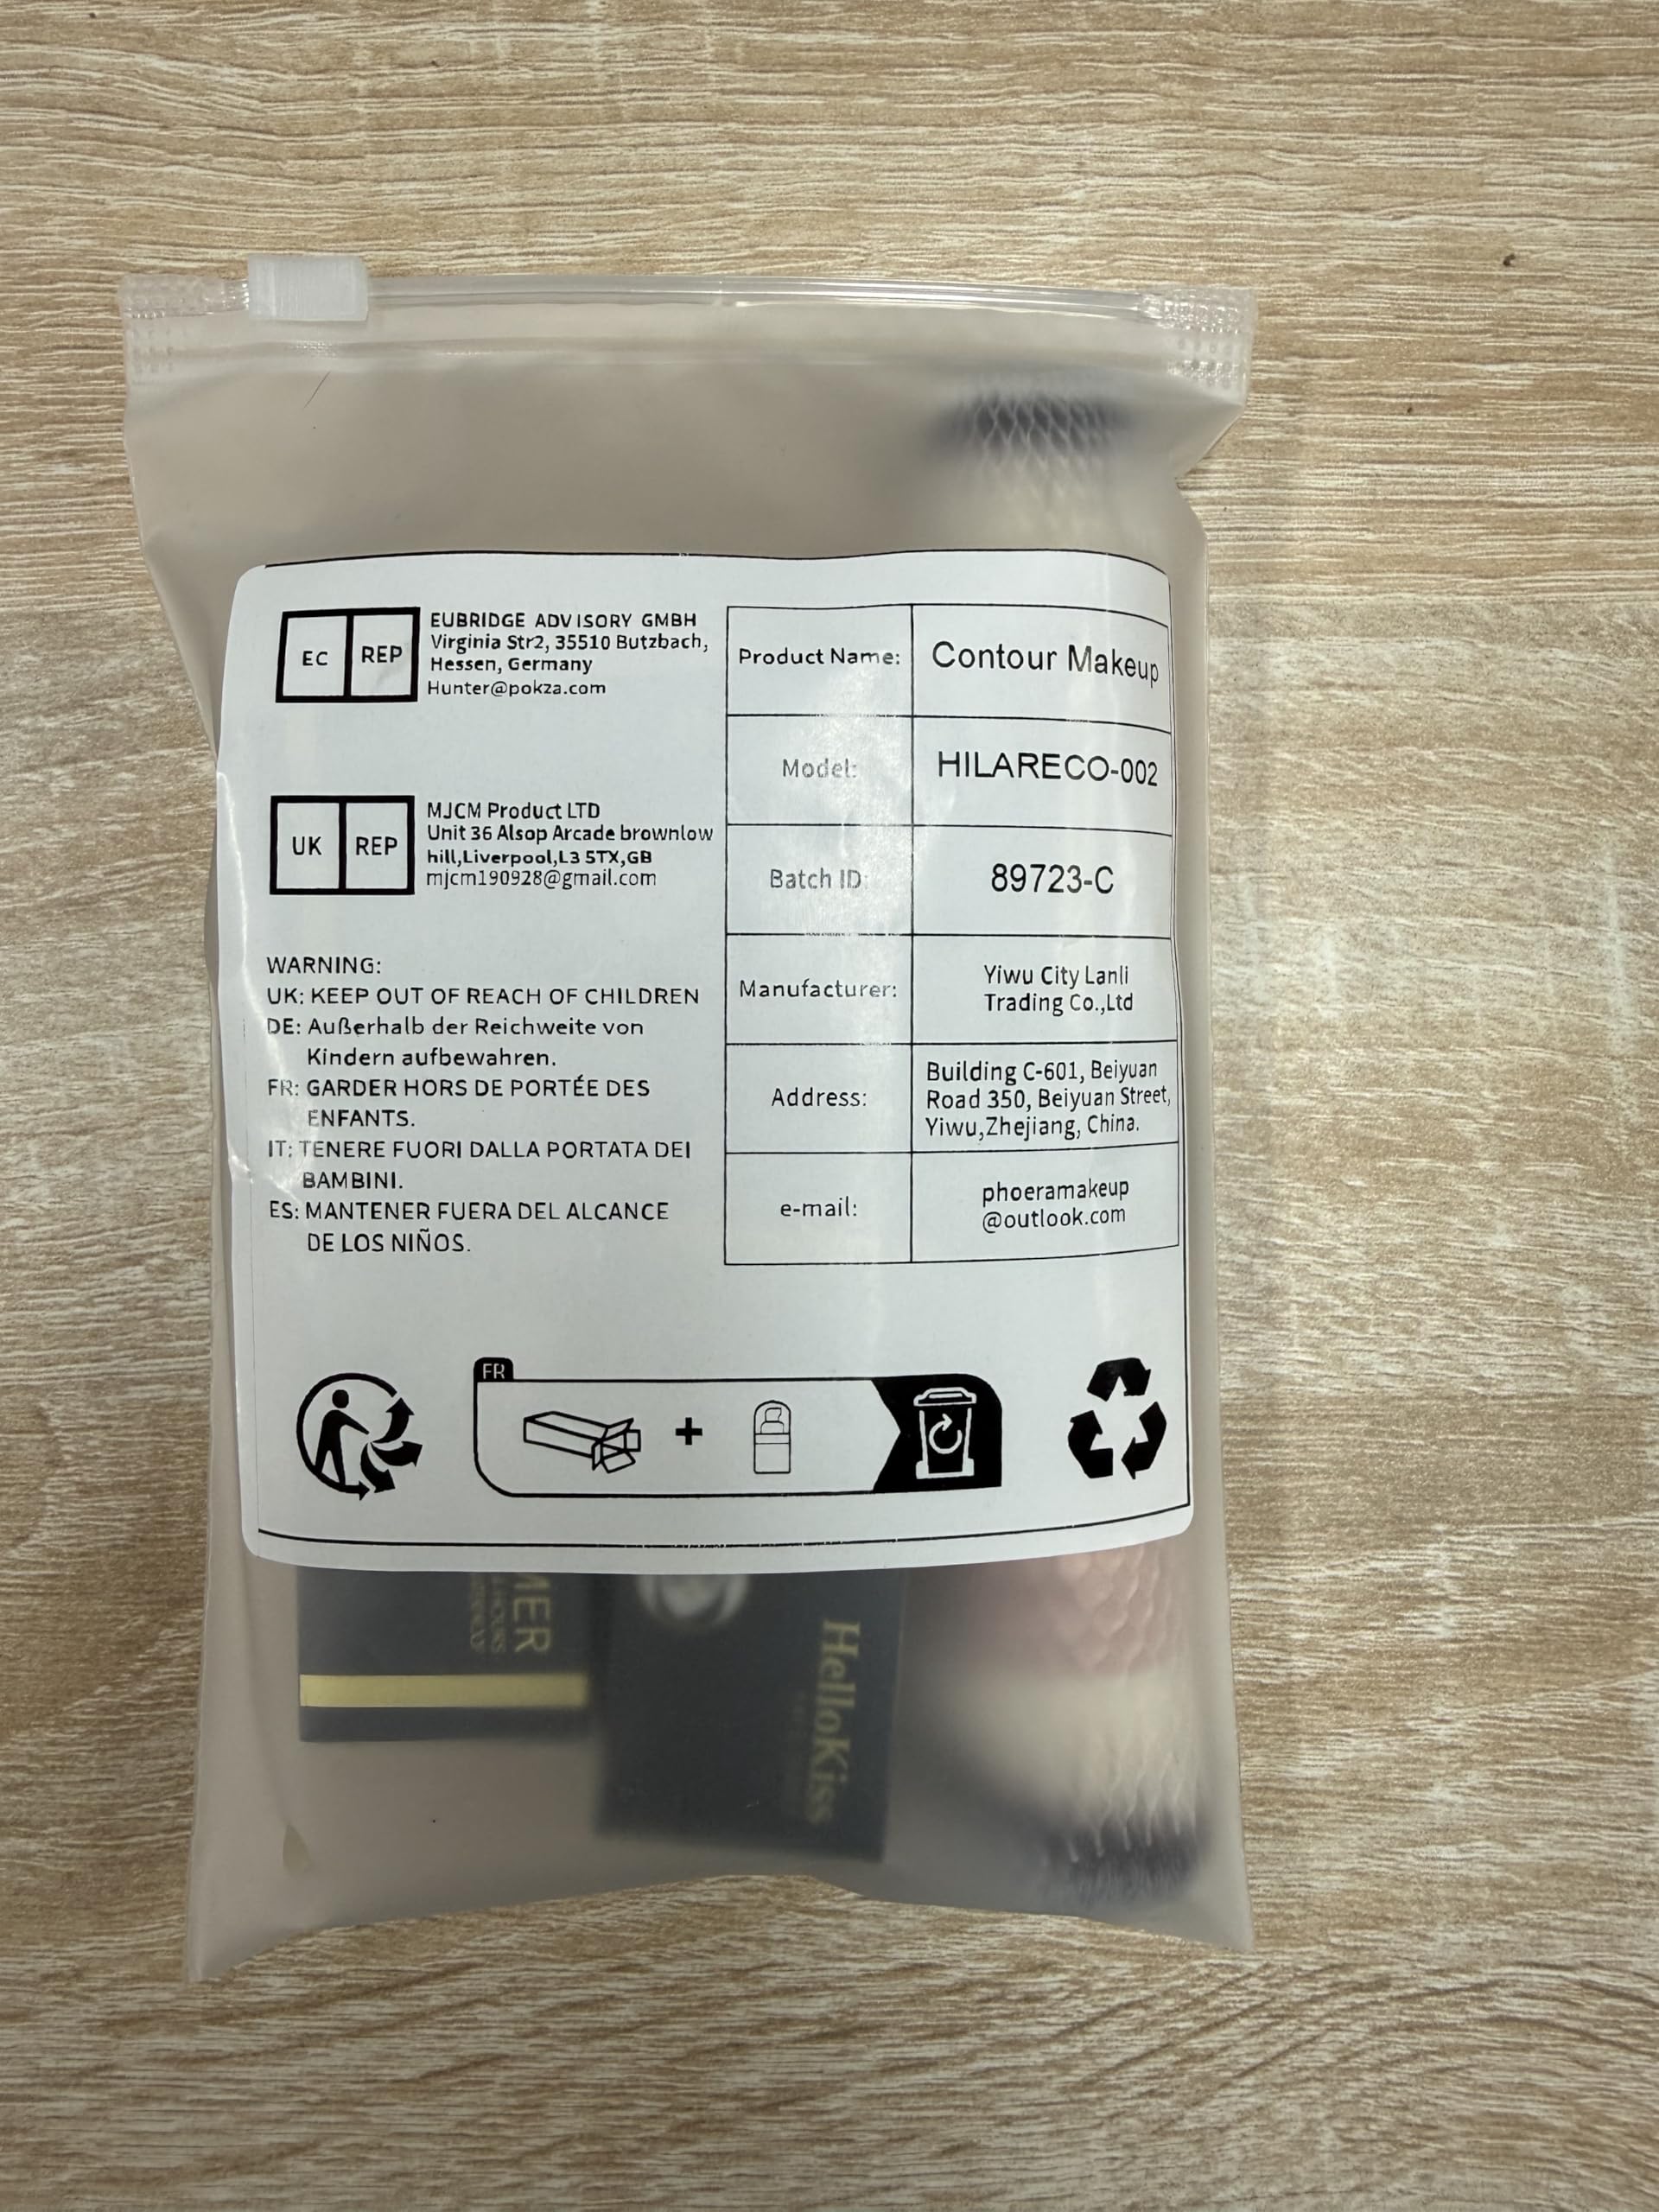 EC REP
EUBRIDGE ADVISORY GMBH
Virginia Str2, 35510 Butzbach,
Hessen, Germany
Hunter@pokza.com
UK REP
MJCM Product LTD
Unit 36 Alsop Arcade brownlow
hill,Liverpool,L3 5TX,GB
mjcm190928@gmail.com
WARNING:
UK: KEEP OUT OF REACH OF CHILDREN
DE: Außerhalb der Reichweite von
Kindern aufbewahren.
FR: GARDER HORS DE PORTÉE DES
ENFANTS.
IT: TENERE FUORI DALLA PORTATA DEI
BAMBINI.
ES: MANTENER FUERA DEL ALCANCE
DE LOS NIÑOS.
Product Name: Contour Makeup
Model: HILARECO-002
Batch ID: 89723-C
Manufacturer: Yiwu City Lanli
Trading Co.,Ltd
Address: Building C-601, Beiyuan
Road 350, Beiyuan Street,
Yiwu,Zhejiang, China.
e-mail: phoeramakeup
@outlook.com
FR
MER
HelloKiss